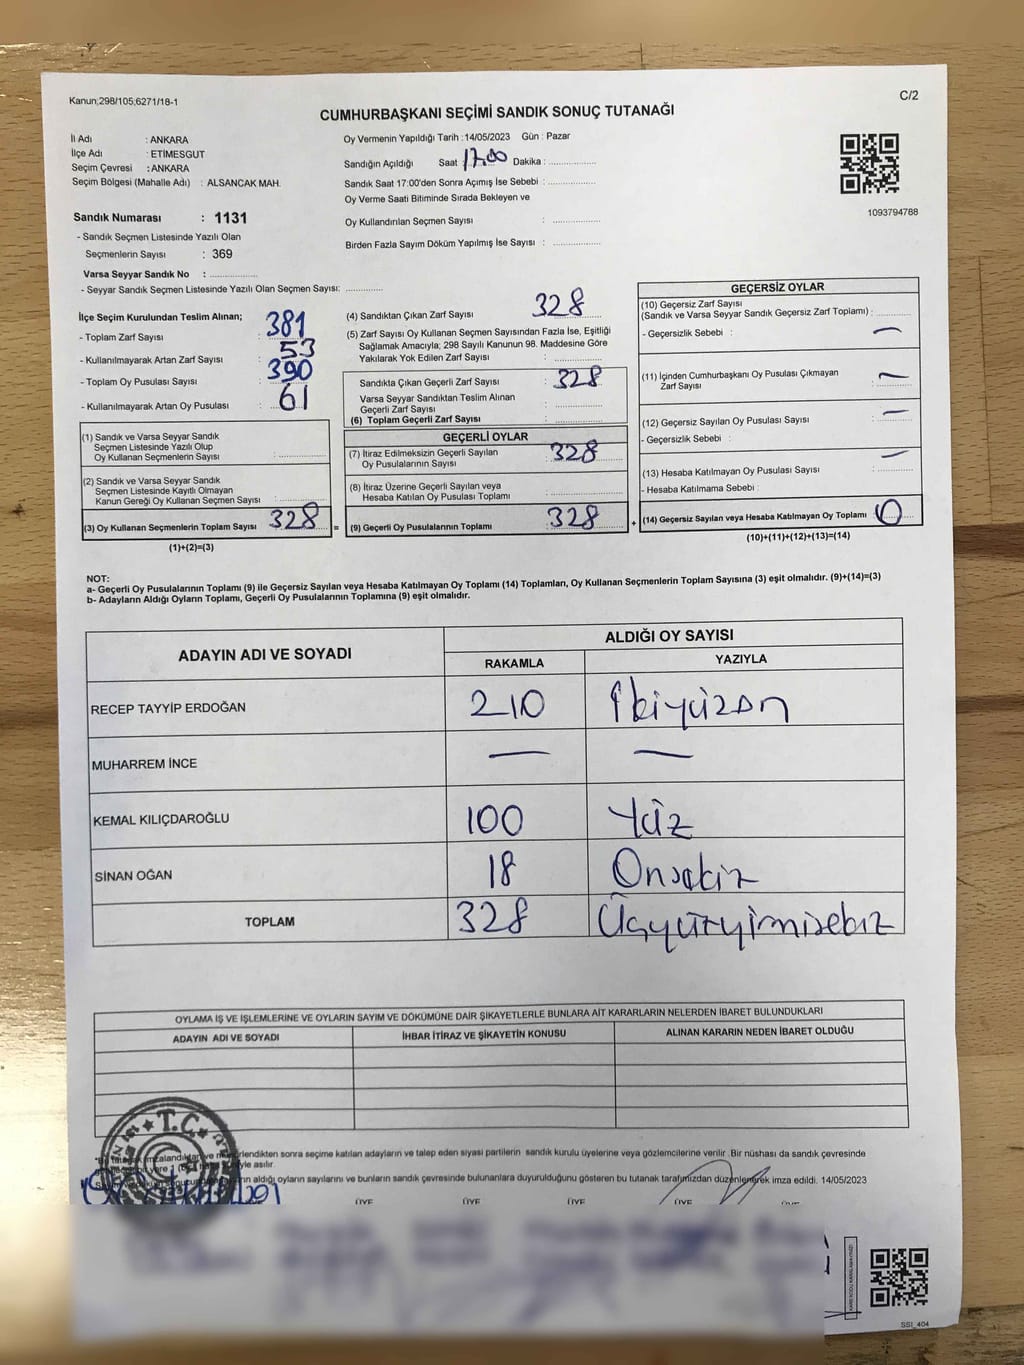 Kanun;298/105;6271/18-1
C/2
CUMHURBAŞKANI SEÇİMİ SANDIK SONUÇ TUTANAĞI
İl Adı : ANKARA
İlçe Adı : ETİMESGUT
Seçim Çevresi : ANKARA
Seçim Bölgesi (Mahalle Adı) : ALSANCAK MAH.
Sandık Numarası : 1131
- Sandık Seçmen Listesinde Yazılı Olan
Seçmenlerin Sayısı : 369
Varsa Seyyar Sandık No : ..............
- Seyyar Sandık Seçmen Listesinde Yazılı Olan Seçmen Sayısı: ..............
Oy Vermenin Yapıldığı Tarih :14/05/2023 Gün : Pazar
Sandığın Açıldığı Saat 17.00 Dakika : ..............
Sandık Saat 17:00'den Sonra Açımış İse Sebebi : ..............
Oy Verme Saati Bitiminde Sırada Bekleyen ve
Oy Kullandırılan Seçmen Sayısı : ..............
Birden Fazla Sayım Döküm Yapılmış İse Sayısı : ..............
1093794788
İlçe Seçim Kurulundan Teslim Alınan;
- Toplam Zarf Sayısı : 381
- Kullanılmayarak Artan Zarf Sayısı : 53
- Toplam Oy Pusulası Sayısı : 390
- Kullanılmayarak Artan Oy Pusulası : 61
(1) Sandık ve Varsa Seyyar Sandık
Seçmen Listesinde Yazılı Olup
Oy Kullanan Seçmenlerin Sayısı : ..............
(2) Sandık ve Varsa Seyyar Sandık
Seçmen Listesinde Kayıtlı Olmayan
Kanun Gereği Oy Kullanan Seçmen Sayısı : ..............
(3) Oy Kullanan Seçmenlerin Toplam Sayısı : 328
(1)+(2)=(3)
(4) Sandıktan Çıkan Zarf Sayısı 328
(5) Zarf Sayısı Oy Kullanan Seçmen Sayısından Fazla İse, Eşitliği
Sağlamak Amacıyla; 298 Sayılı Kanunun 98. Maddesine Göre
Yakılarak Yok Edilen Zarf Sayısı : ..............
Sandıkta Çıkan Geçerli Zarf Sayısı : 328
Varsa Seyyar Sandıktan Teslim Alınan
Geçerli Zarf Sayısı : ..............
(6) Toplam Geçerli Zarf Sayısı : ..............
GEÇERLİ OYLAR
(7) İtiraz Edilmeksizin Geçerli Sayılan
Oy Pusulalarının Sayısı : 328
(8) İtiraz Üzerine Geçerli Sayılan veya
Hesaba Katılan Oy Pusulası Toplamı : ..............
= (9) Geçerli Oy Pusulalarının Toplamı : 328
GEÇERSİZ OYLAR
(10) Geçersiz Zarf Sayısı
(Sandık ve Varsa Seyyar Sandık Geçersiz Zarf Toplamı) : ..............
- Geçersizlik Sebebi : —
(11) İçinden Cumhurbaşkanı Oy Pusulası Çıkmayan
Zarf Sayısı : —
(12) Geçersiz Sayılan Oy Pusulası Sayısı : —
- Geçersizlik Sebebi :
(13) Hesaba Katılmayan Oy Pusulası Sayısı : —
- Hesaba Katılmama Sebebi :
+ (14) Geçersiz Sayılan veya Hesaba Katılmayan Oy Toplamı : 0
(10)+(11)+(12)+(13)=(14)
NOT:
a- Geçerli Oy Pusulalarının Toplamı (9) ile Geçersiz Sayılan veya Hesaba Katılmayan Oy Toplamı (14) Toplamları, Oy Kullanan Seçmenlerin Toplam Sayısına (3) eşit olmalıdır. (9)+(14)=(3)
b- Adayların Aldığı Oyların Toplamı, Geçerli Oy Pusulalarının Toplamına (9) eşit olmalıdır.
ADAYIN ADI VE SOYADI
ALDIĞI OY SAYISI
RAKAMLA YAZIYLA
RECEP TAYYİP ERDOĞAN 210 İkiyüzon
MUHARREM İNCE — —
KEMAL KILIÇDAROĞLU 100 Yüz
SİNAN OĞAN 18 Onsekiz
TOPLAM 328 Üçyüzyirmisekiz
OYLAMA İŞ VE İŞLEMLERİNE VE OYLARIN SAYIM VE DÖKÜMÜNE DAİR ŞİKAYETLERLE BUNLARA AİT KARARLARIN NELERDEN İBARET BULUNDUKLARI
ADAYIN ADI VE SOYADI İHBAR İTİRAZ VE ŞİKAYETİN KONUSU ALINAN KARARIN NEDEN İBARET OLDUĞU
T.C.
imzalandıktan ve mühürlendikten sonra seçime katılan adayların ve talep eden siyasi partilerin sandık kurulu üyelerine veya gözlemcilerine verilir .Bir nüshası da sandık çevresinde
asılır.
aldığı oyların sayılarını ve bunların sandık çevresinde bulunanlara duyurulduğunu gösteren bu tutanak tarafımızdan düzenlenerek imza edildi. 14/05/2023
ÜYE ÜYE ÜYE ÜYE
SSİ_404